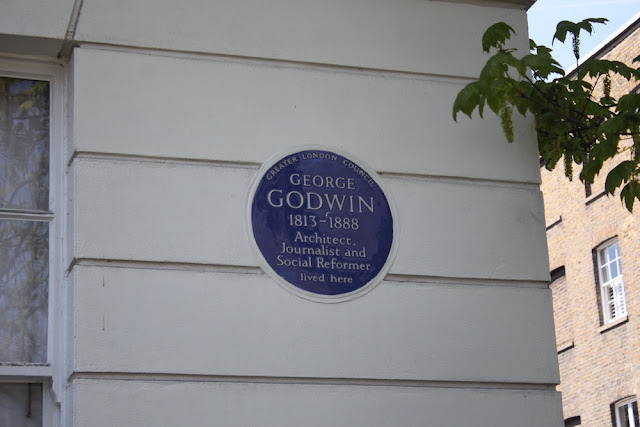 GREATER LONDON COUNCIL
GEORGE
GODWIN
1813-1888
Architect,
Journalist and
Social Reformer
lived here